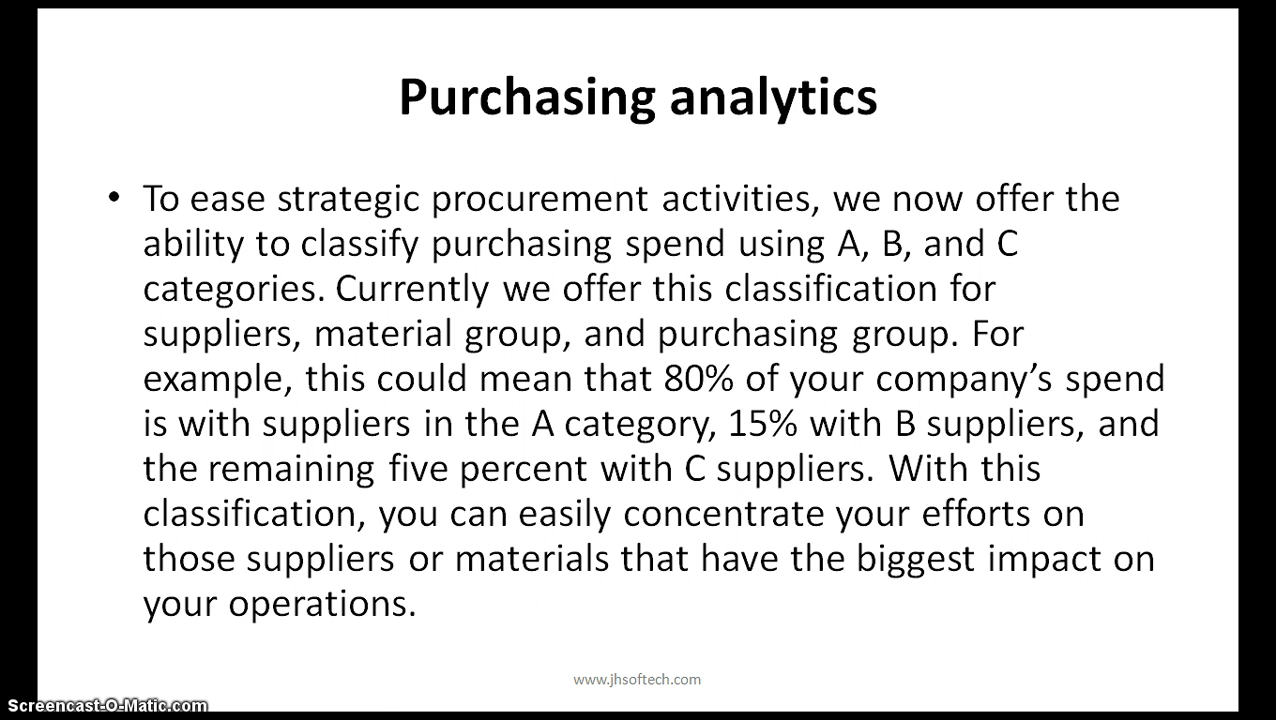 Purchasing analytics
• To ease strategic procurement activities, we now offer the
ability to classify purchasing spend using A, B, and C
categories. Currently we offer this classification for
suppliers, material group, and purchasing group. For
example, this could mean that 80% of your company’s spend
is with suppliers in the A category, 15% with B suppliers, and
the remaining five percent with C suppliers. With this
classification, you can easily concentrate your efforts on
those suppliers or materials that have the biggest impact on
your operations.
www.jhsoftech.com
Screencast-O-Matic.com